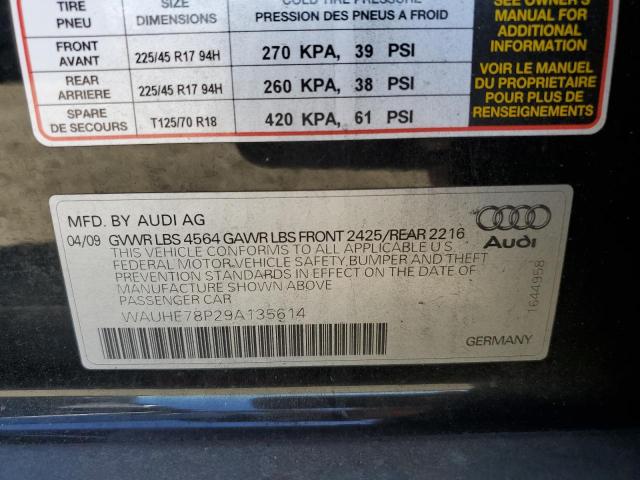 TIRE SIZE COLD TIRE PRESSURE
PNEU DIMENSIONS PRESSION DES PNEUS A FROID
FRONT
AVANT 225/45 R17 94H 270 KPA, 39 PSI
REAR
ARRIERE 225/45 R17 94H 260 KPA, 38 PSI
SPARE
DE SECOURS T125/70 R18 420 KPA, 61 PSI
SEE OWNER'S
MANUAL FOR
ADDITIONAL
INFORMATION
VOIR LE MANUEL
DU PROPRIETAIRE
POUR PLUS DE
RENSEIGNEMENTS
MFD. BY AUDI AG
04/09 GVWR LBS 4564 GAWR LBS FRONT 2425/REAR 2216
THIS VEHICLE CONFORMS TO ALL APPLICABLE U S
FEDERAL MOTOR VEHICLE SAFETY, BUMPER AND THEFT
PREVENTION STANDARDS IN EFFECT ON THE DATE OF
MANUFACTURE SHOWN ABOVE
PASSENGER CAR
WAUHE78P29A135614
Audi
1644958
GERMANY